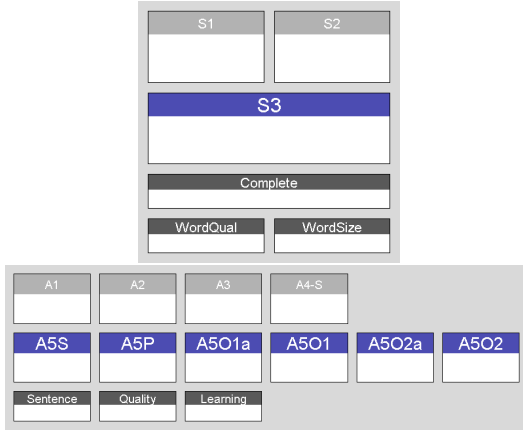 S1 S2
S3
Complete
WordQual WordSize
A1 A2 A3 A4-S
A5S A5P A5O1a A5O1 A5O2a A5O2
Sentence Quality Learning